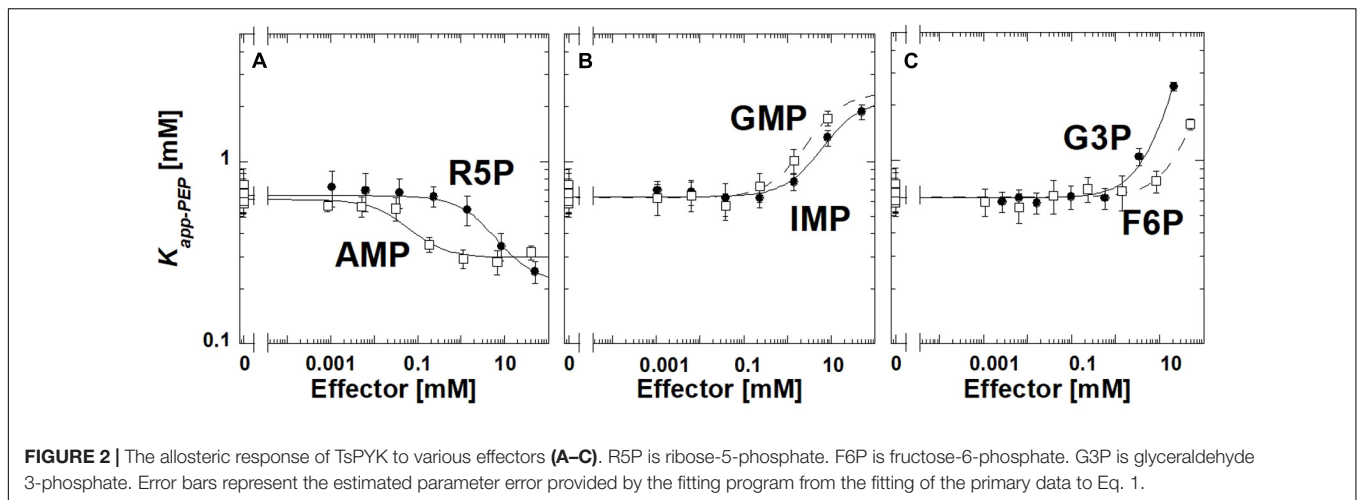 A
B
C
K app-PEP [mM]
1
0.1
R5P
AMP
GMP
IMP
G3P
F6P
0 0.001 0.1 10
0 0.001 0.1 10
0 0.001 0.1 10
Effector [mM]
Effector [mM]
Effector [mM]
FIGURE 2 | The allosteric response of TsPYK to various effectors (A–C). R5P is ribose-5-phosphate. F6P is fructose-6-phosphate. G3P is glyceraldehyde
3-phosphate. Error bars represent the estimated parameter error provided by the fitting program from the fitting of the primary data to Eq. 1.